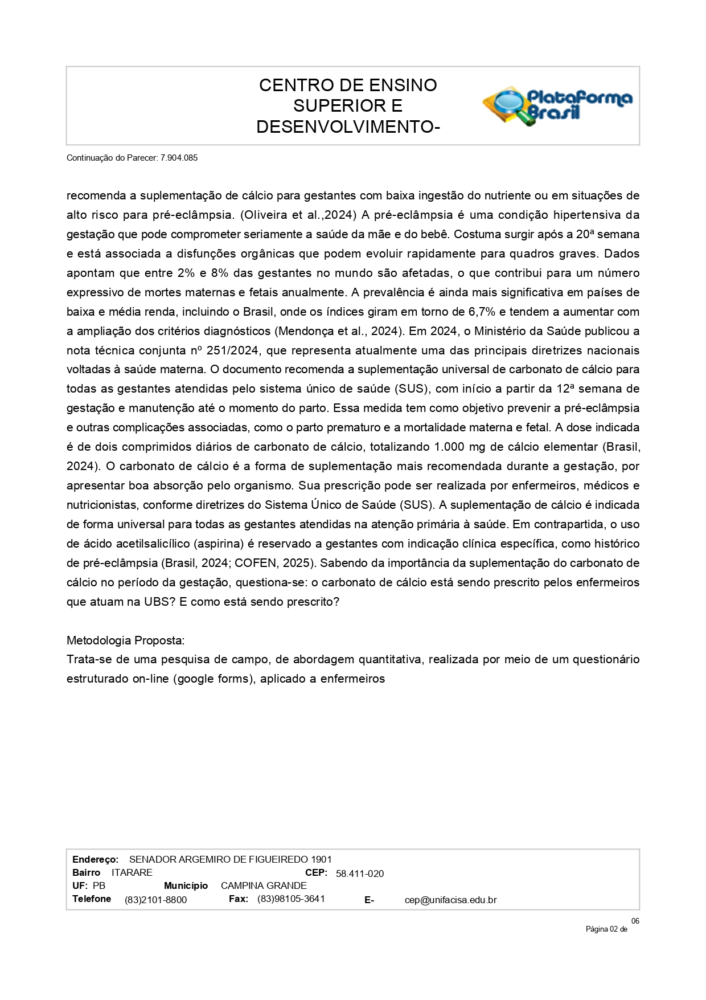 CENTRO DE ENSINO
SUPERIOR E
DESENVOLVIMENTO-
Plataforma
Brasil
Continuação do Parecer: 7.904.085
recomenda a suplementação de cálcio para gestantes com baixa ingestão do nutriente ou em situações de
alto risco para pré-eclâmpsia. (Oliveira et al.,2024) A pré-eclâmpsia é uma condição hipertensiva da
gestação que pode comprometer seriamente a saúde da mãe e do bebê. Costuma surgir após a 20ª semana
e está associada a disfunções orgânicas que podem evoluir rapidamente para quadros graves. Dados
apontam que entre 2% e 8% das gestantes no mundo são afetadas, o que contribui para um número
expressivo de mortes maternas e fetais anualmente. A prevalência é ainda mais significativa em países de
baixa e média renda, incluindo o Brasil, onde os índices giram em torno de 6,7% e tendem a aumentar com
a ampliação dos critérios diagnósticos (Mendonça et al., 2024). Em 2024, o Ministério da Saúde publicou a
nota técnica conjunta nº 251/2024, que representa atualmente uma das principais diretrizes nacionais
voltadas à saúde materna. O documento recomenda a suplementação universal de carbonato de cálcio para
todas as gestantes atendidas pelo sistema único de saúde (SUS), com início a partir da 12ª semana de
gestação e manutenção até o momento do parto. Essa medida tem como objetivo prevenir a pré-eclâmpsia
e outras complicações associadas, como o parto prematuro e a mortalidade materna e fetal. A dose indicada
é de dois comprimidos diários de carbonato de cálcio, totalizando 1.000 mg de cálcio elementar (Brasil,
2024). O carbonato de cálcio é a forma de suplementação mais recomendada durante a gestação, por
apresentar boa absorção pelo organismo. Sua prescrição pode ser realizada por enfermeiros, médicos e
nutricionistas, conforme diretrizes do Sistema Único de Saúde (SUS). A suplementação de cálcio é indicada
de forma universal para todas as gestantes atendidas na atenção primária à saúde. Em contrapartida, o uso
de ácido acetilsalicílico (aspirina) é reservado a gestantes com indicação clínica específica, como histórico
de pré-eclâmpsia (Brasil, 2024; COFEN, 2025). Sabendo da importância da suplementação do carbonato de
cálcio no período da gestação, questiona-se: o carbonato de cálcio está sendo prescrito pelos enfermeiros
que atuam na UBS? E como está sendo prescrito?
Metodologia Proposta:
Trata-se de uma pesquisa de campo, de abordagem quantitativa, realizada por meio de um questionário
estruturado on-line (google forms), aplicado a enfermeiros
Endereço: SENADOR ARGEMIRO DE FIGUEIREDO 1901
Bairro ITARARE CEP: 58.411-020
UF: PB Município CAMPINA GRANDE
Telefone (83)2101-8800 Fax: (83)98105-3641 E- cep@unifacisa.edu.br
06
Página 02 de